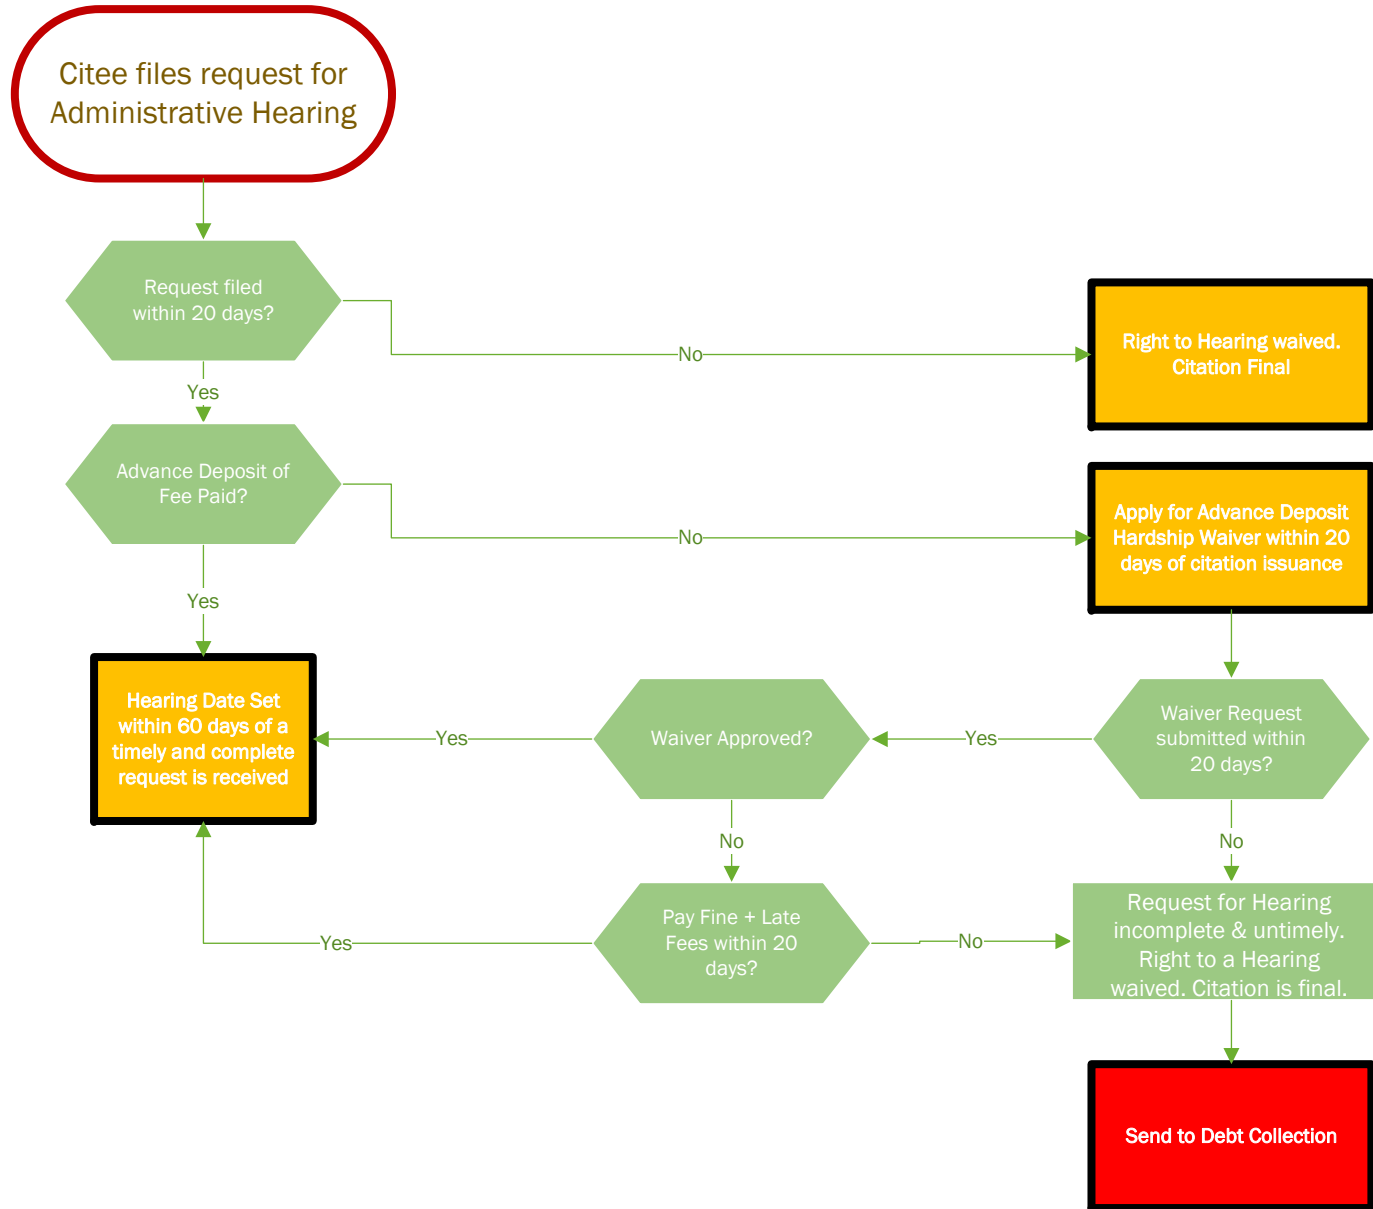 Citee files request for
Administrative Hearing
Request filed
within 20 days?
No
Right to Hearing waived.
Citation Final
Yes
Advance Deposit of
Fee Paid?
No
Apply for Advance Deposit
Hardship Waiver within 20
days of citation issuance
Yes
Hearing Date Set
within 60 days of a
timely and complete
request is received
Yes
Waiver Approved?
Yes
Waiver Request
submitted within
20 days?
No
No
Pay Fine + Late
Fees within 20
days?
Yes
No
Request for Hearing
incomplete & untimely.
Right to a Hearing
waived. Citation is final.
Send to Debt Collection